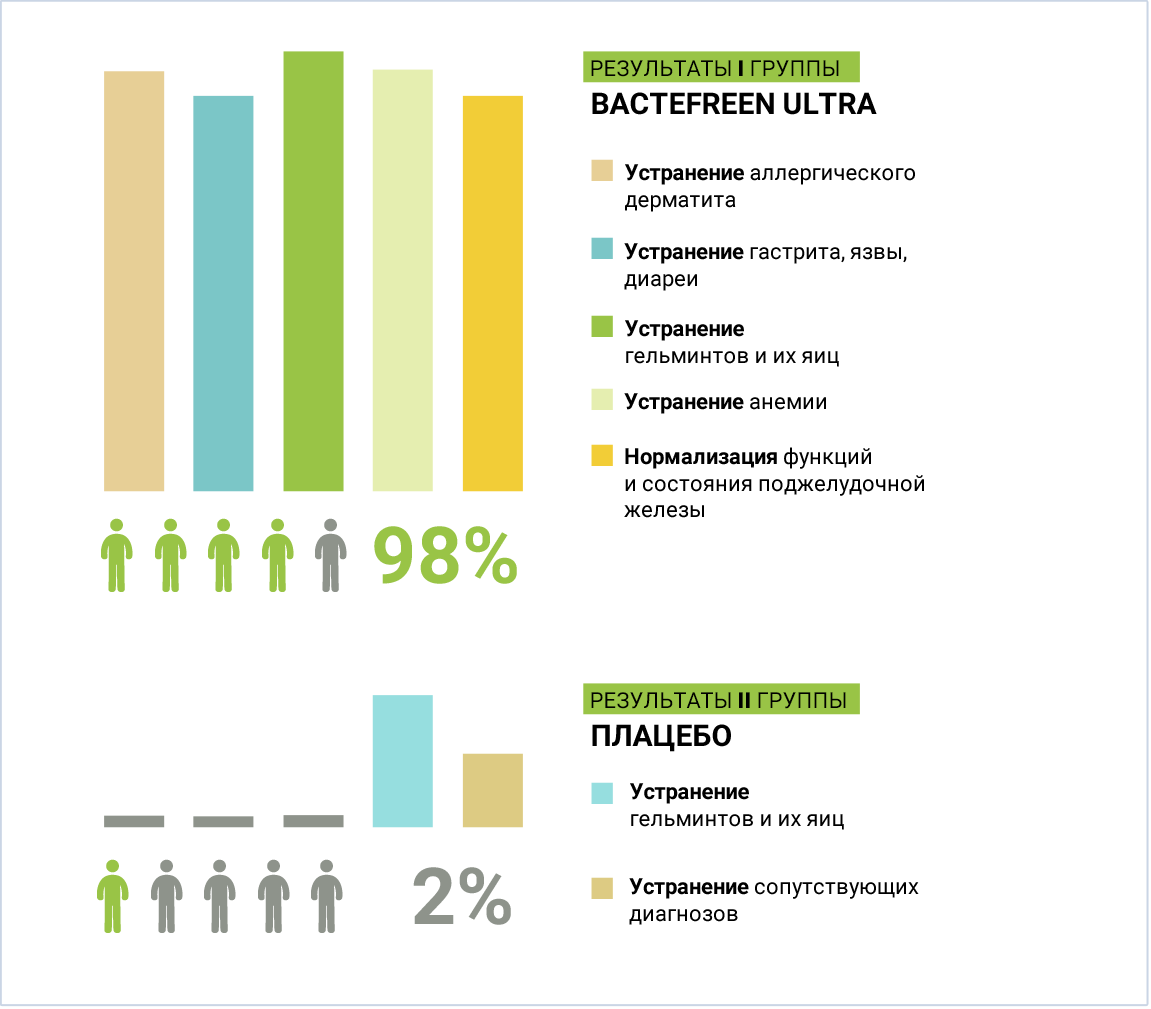 РЕЗУЛЬТАТЫ I ГРУППЫ
BACTEFREEN ULTRA
Устранение аллергического
дерматита
Устранение гастрита, язвы,
диареи
Устранение
гельминтов и их яиц
Устранение анемии
Нормализация функций
и состояния поджелудочной
железы
98%
РЕЗУЛЬТАТЫ II ГРУППЫ
ПЛАЦЕБО
Устранение
гельминтов и их яиц
2%
Устранение сопутствующих
диагнозов